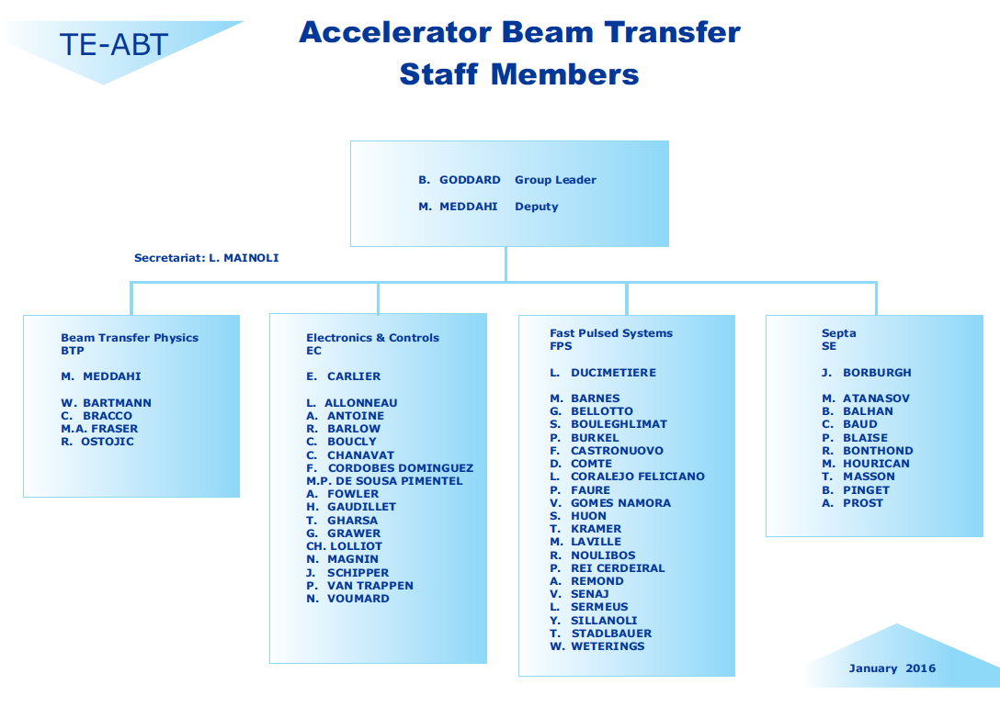 TE-ABT
Accelerator Beam Transfer
Staff Members
B. GODDARD Group Leader
M. MEDDAHI Deputy
Secretariat: L. MAINOLI
Beam Transfer Physics
BTP
M. MEDDAHI
W. BARTMANN
C. BRACCO
M.A. FRASER
R. OSTOJIC
Electronics & Controls
EC
E. CARLIER
L. ALLONNEAU
A. ANTOINE
R. BARLOW
C. BOUCLY
C. CHANAVAT
F. CORDOBES DOMINGUEZ
M.P. DE SOUSA PIMENTEL
A. FOWLER
H. GAUDILLET
T. GHARSA
G. GRAWER
CH. LOLLIOT
N. MAGNIN
J. SCHIPPER
P. VAN TRAPPEN
N. VOUMARD
Fast Pulsed Systems
FPS
L. DUCIMETIERE
M. BARNES
G. BELLOTTO
S. BOULEGHLIMAT
P. BURKEL
F. CASTRONUOVO
D. COMTE
L. CORALEJO FELICIANO
P. FAURE
V. GOMES NAMORA
S. HUON
T. KRAMER
M. LAVILLE
R. NOULIBOS
P. REI CERDEIRAL
A. REMOND
V. SENAJ
L. SERMEUS
Y. SILLANOLI
T. STADLBAUER
W. WETERINGS
Septa
SE
J. BORBURGH
M. ATANASOV
B. BALHAN
C. BAUD
P. BLAISE
R. BONTHOND
M. HOURICAN
T. MASSON
B. PINGET
A. PROST
January 2016